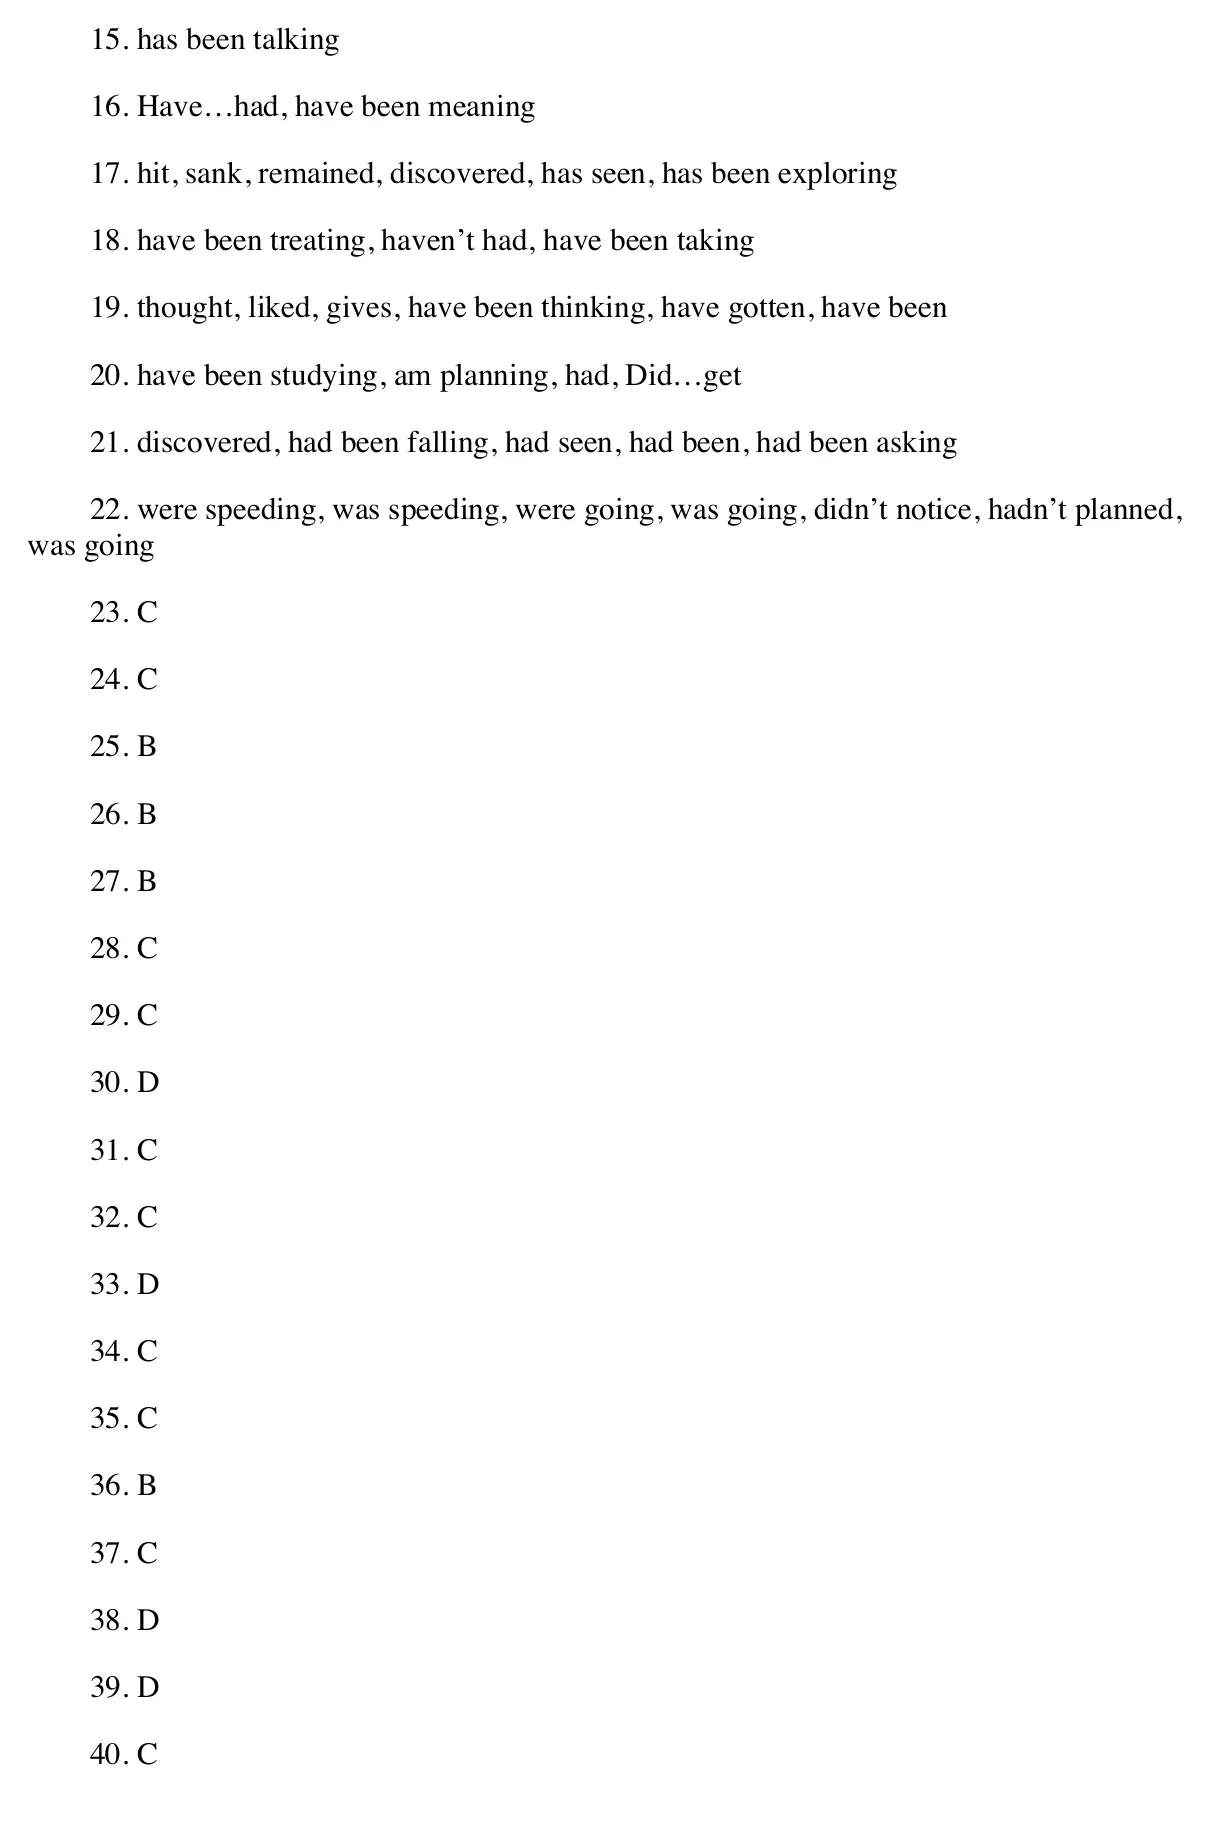 15. has been talking
16. Have…had, have been meaning
17. hit, sank, remained, discovered, has seen, has been exploring
18. have been treating, haven’t had, have been taking
19. thought, liked, gives, have been thinking, have gotten, have been
20. have been studying, am planning, had, Did…get
21. discovered, had been falling, had seen, had been, had been asking
22. were speeding, was speeding, were going, was going, didn’t notice, hadn’t planned,
was going
23. C
24. C
25. B
26. B
27. B
28. C
29. C
30. D
31. C
32. C
33. D
34. C
35. C
36. B
37. C
38. D
39. D
40. C